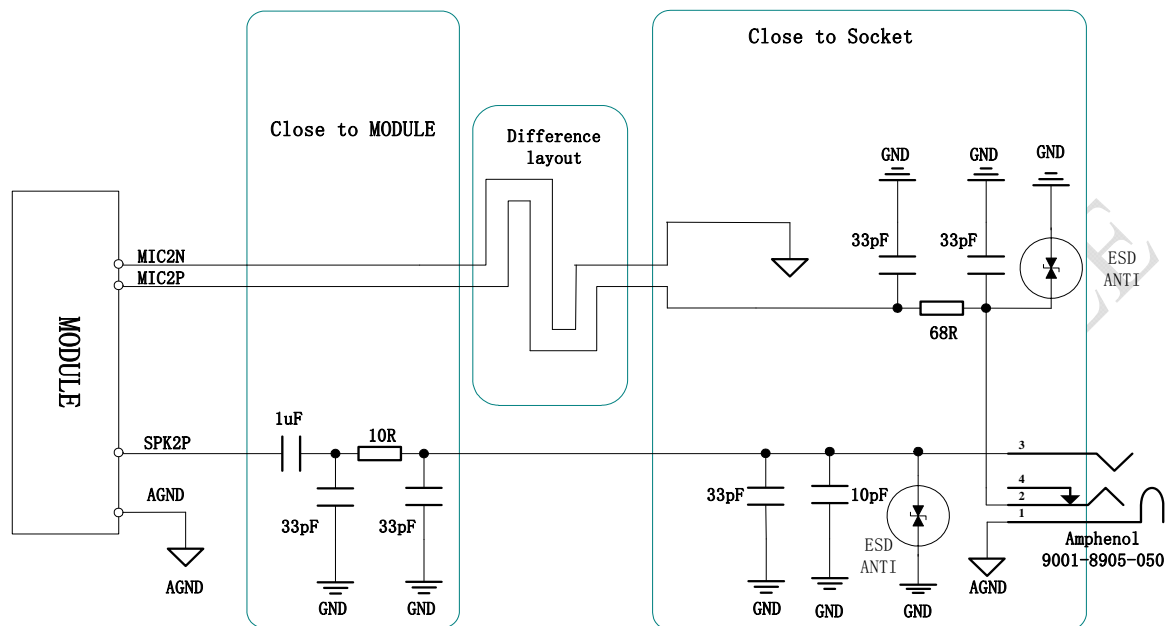 Close to Socket
Close to MODULE
Difference
layout
GND
GND
GND
33pF
33pF
ESD
ANTI
MIC2N
MIC2P
68R
MODULE
1uF
10R
SPK2P
3
AGND
33pF
33pF
33pF
10pF
4
2
1
ESD
ANTI
Amphenol
9001-8905-050
AGND
GND
GND
GND
GND
GND
AGND